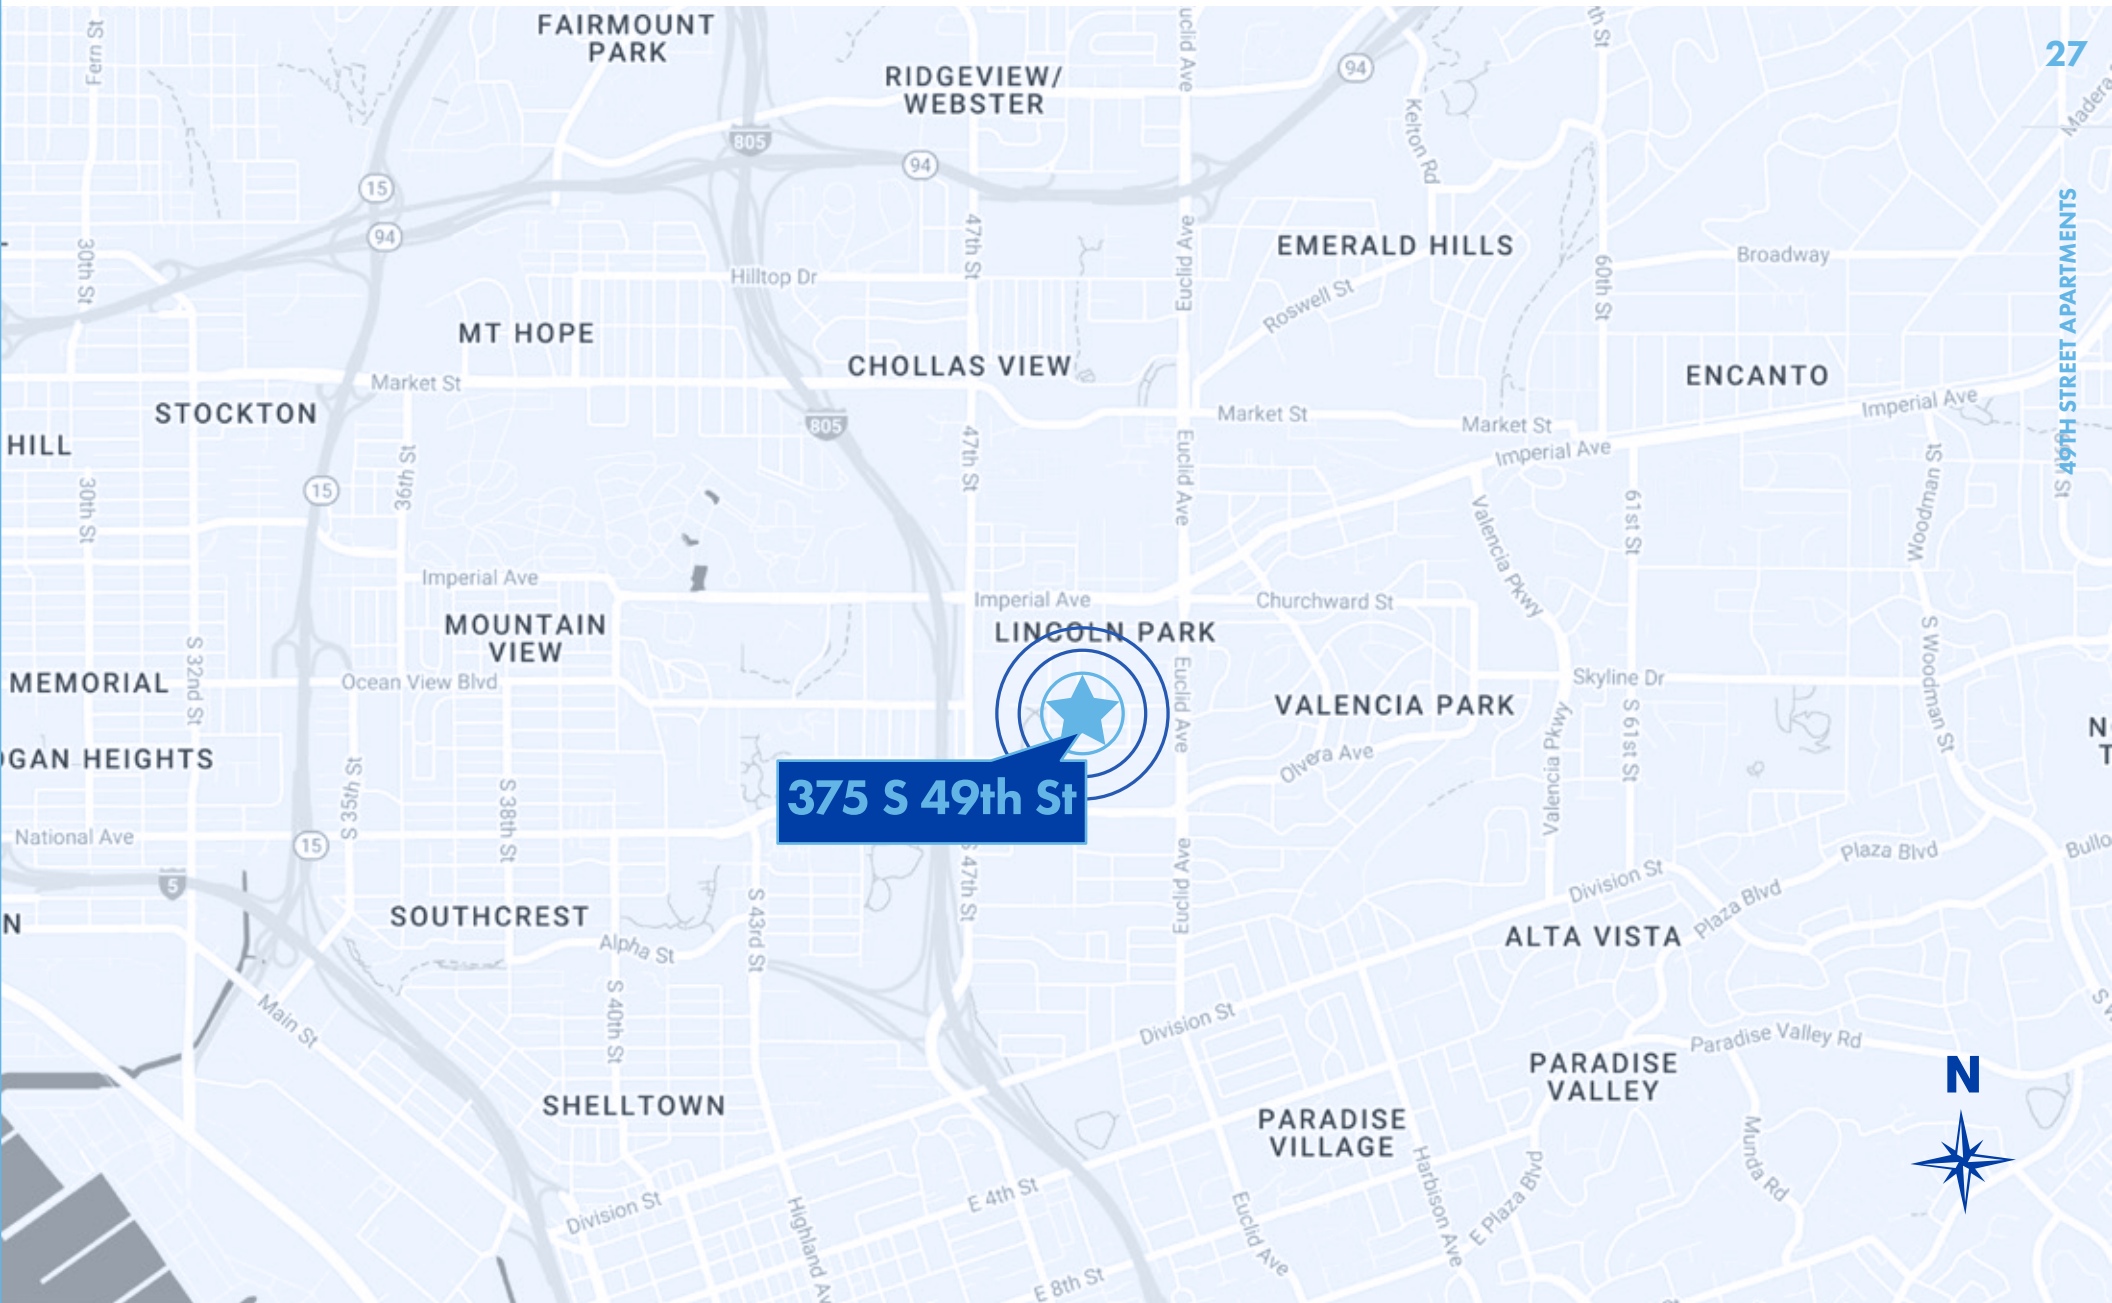 FAIRMOUNT
PARK
Fern St
Euclid Ave
27
RIDGEVIEW/
WEBSTER
94
Kelton Rd
805
94
15
94
49TH STREET APARTMENTS
30th St
47th St
Euclid Ave
EMERALD HILLS
60th St
Broadway
Hilltop Dr
Roswell St
MT HOPE
CHOLLAS VIEW
ENCANTO
Market St
STOCKTON
805
Market St
Market St
Imperial Ave
HILL
Imperial Ave
30th St
36th St
15
47th St
Euclid Ave
Valencia Pkwy
61st St
Woodman St
Imperial Ave
Imperial Ave
Churchward St
MOUNTAIN
VIEW
LINCOLN PARK
S 32nd St
MEMORIAL
Ocean View Blvd
Euclid Ave
VALENCIA PARK
Skyline Dr
S Woodman St
OGAN HEIGHTS
S 35th St
S 38th St
375 S 49th St
Olvera Ave
Valencia Pkwy
S 61st St
National Ave
15
S 47th St
Euclid Ave
Plaza Blvd
5
Division St
Plaza Blvd
SOUTHCREST
S 43rd St
Alpha St
ALTA VISTA
N
Main St
S 40th St
Division St
Paradise Valley Rd
PARADISE
VALLEY
N
SHELLTOWN
PARADISE
VILLAGE
Munda Rd
Division St
E 4th St
Highland Av
Euclid Ave
Harbison Ave
E Plaza Blvd
E 8th St